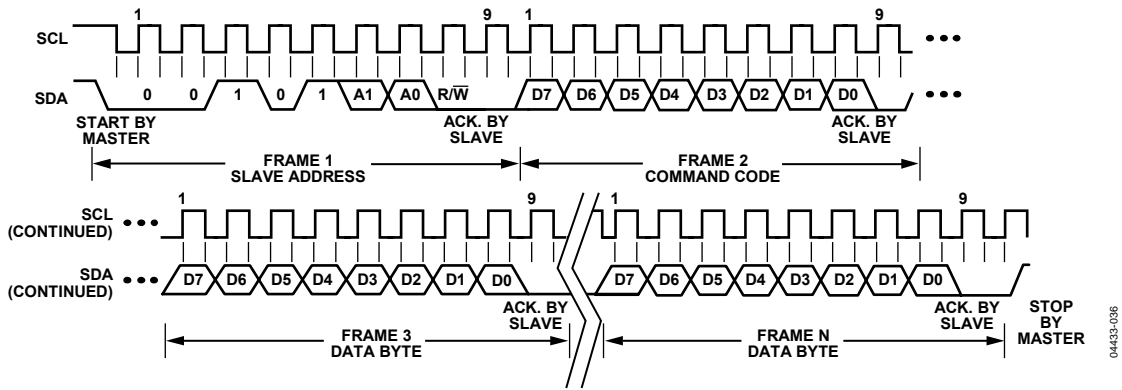 1 9 1 9
SCL
SDA 0 0 1 0 1 A1 A0 R/W̅ D7 D6 D5 D4 D3 D2 D1 D0
START BY MASTER
ACK. BY SLAVE
ACK. BY SLAVE
FRAME 1
SLAVE ADDRESS
FRAME 2
COMMAND CODE
1 9 1 9
SCL
(CONTINUED)
SDA
(CONTINUED)
D7 D6 D5 D4 D3 D2 D1 D0 D7 D6 D5 D4 D3 D2 D1 D0
ACK. BY
SLAVE
ACK. BY
SLAVE
STOP
BY
MASTER
FRAME 3
DATA BYTE
FRAME N
DATA BYTE
04433-036